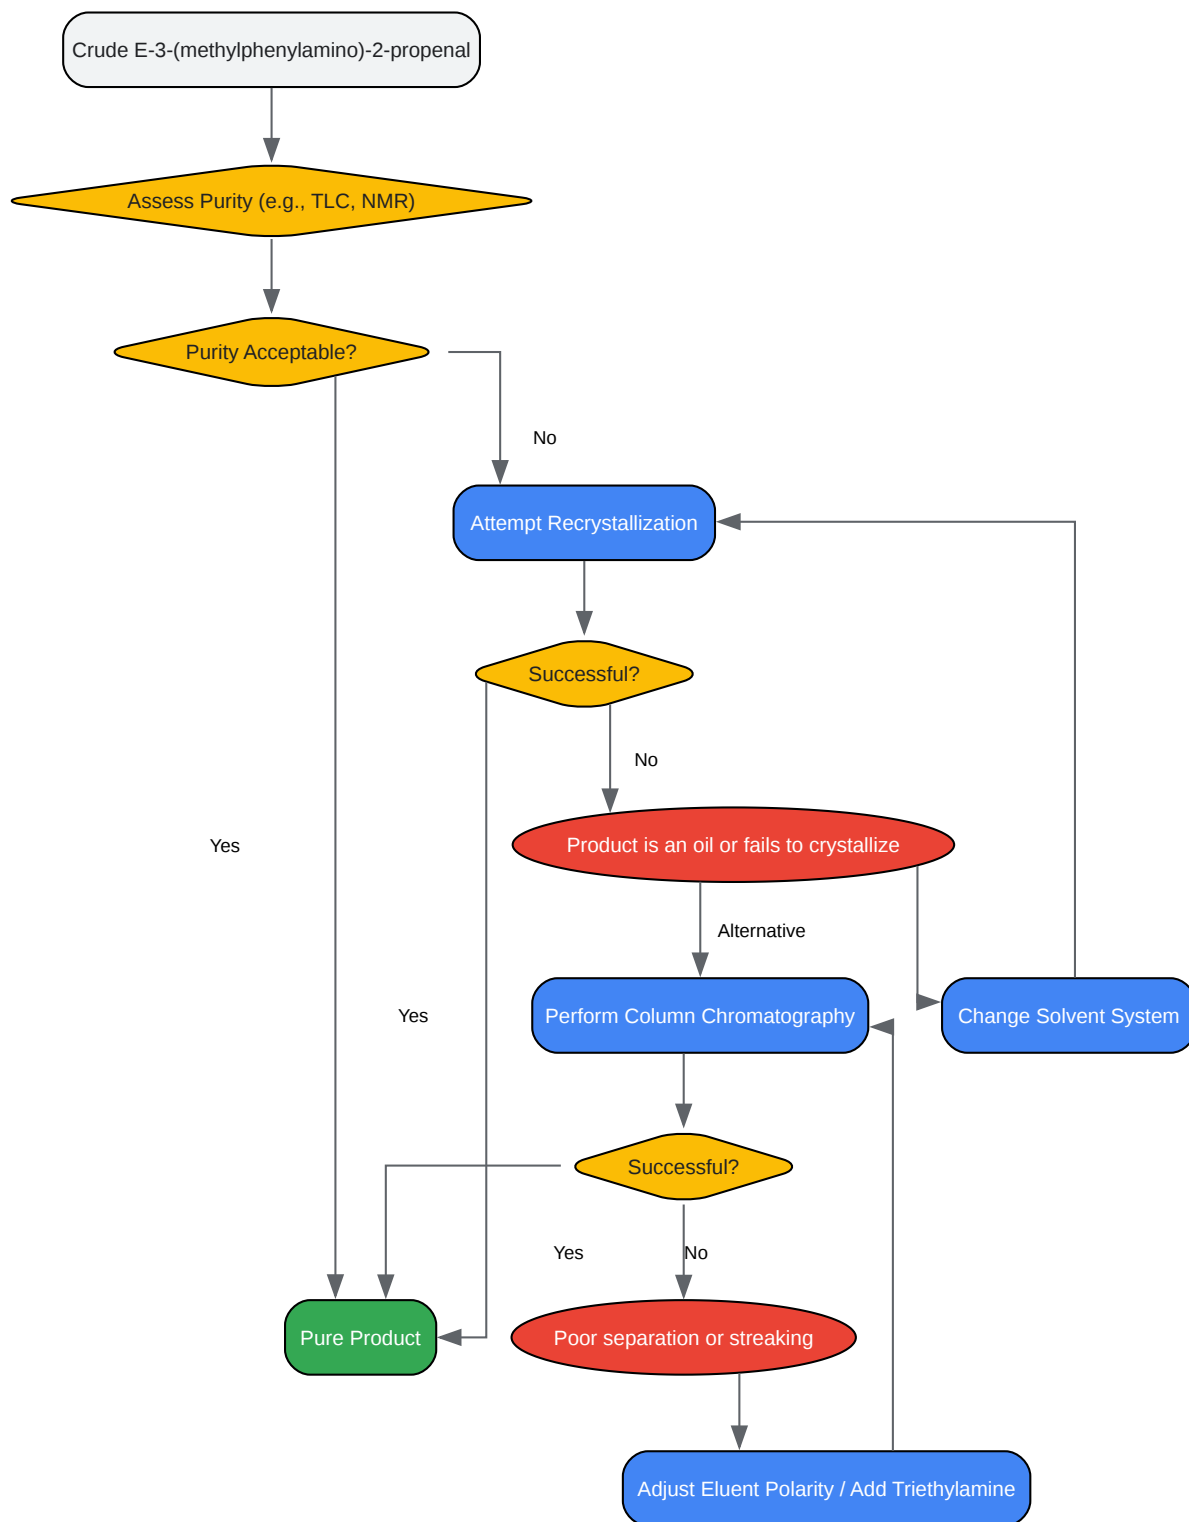 Crude E-3-(methylphenylamino)-2-propenal
Assess Purity (e.g., TLC, NMR)
Purity Acceptable?
No
Attempt Recrystallization
Successful?
No
Yes
Product is an oil or fails to crystallize
Alternative
Yes
Perform Column Chromatography
Change Solvent System
Successful?
Yes
No
Pure Product
Poor separation or streaking
Adjust Eluent Polarity / Add Triethylamine